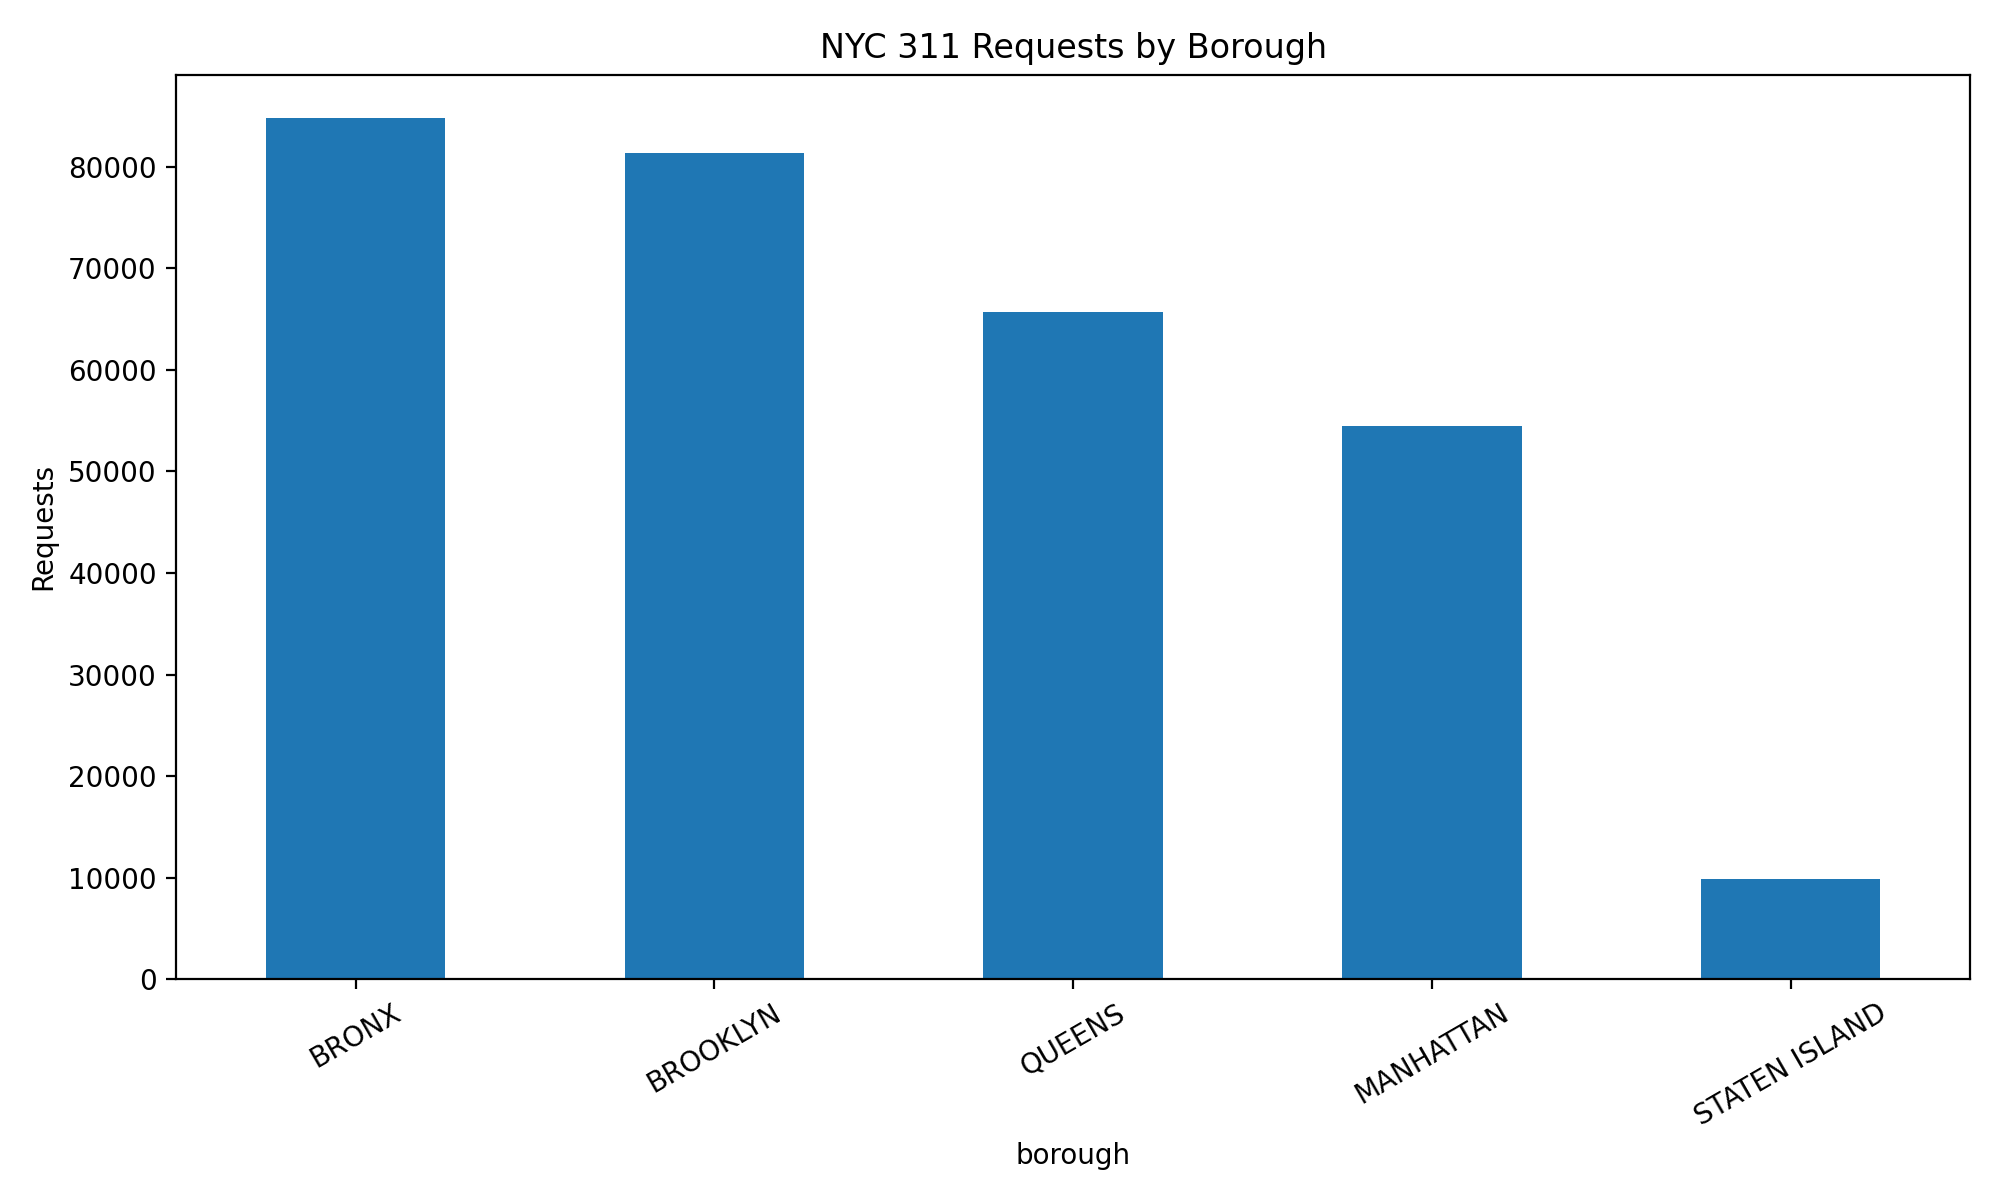 NYC 311 Requests by Borough
Requests
80000
70000
60000
50000
40000
30000
20000
10000
0
BRONX
BROOKLYN
QUEENS
MANHATTAN
STATEN ISLAND
borough